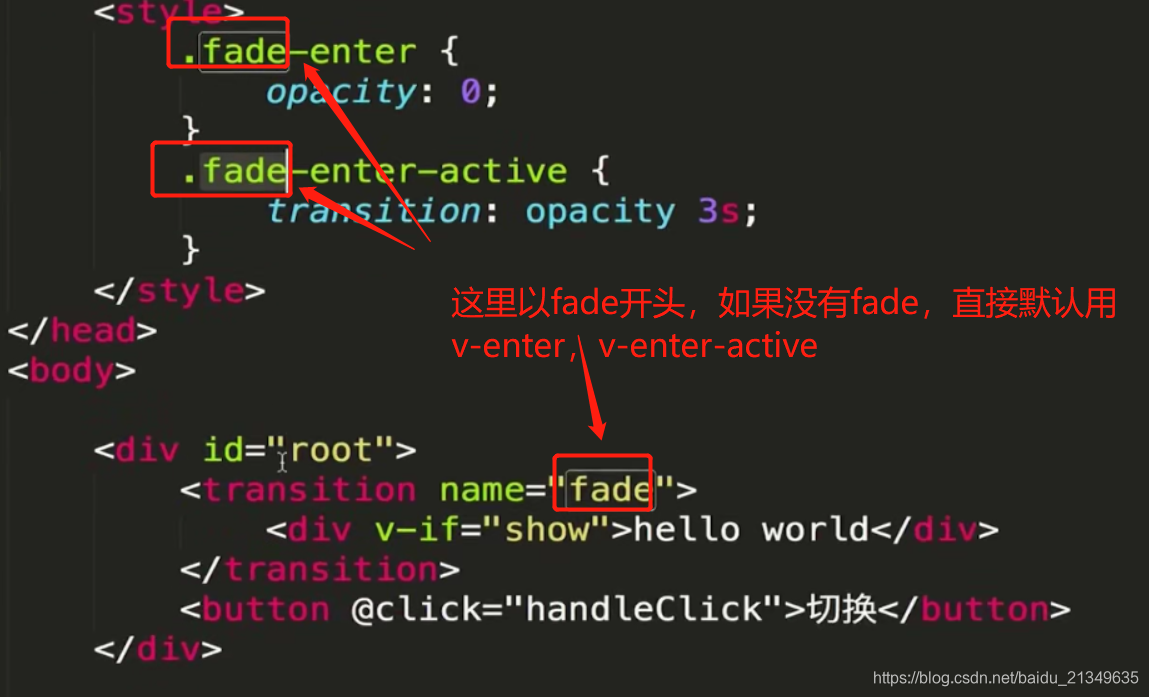 <style>
.fade-enter {
opacity: 0;
}
.fade-enter-active {
transition: opacity 3s;
}
</style>
这里以fade开头，如果没有fade，直接默认用
v-enter，v-enter-active
</head>
<body>
<div id="root">
<transition name="fade">
<div v-if="show">hello world</div>
</transition>
<button @click="handleClick">切换</button>
</div>
https://blog.csdn.net/baidu_21349635